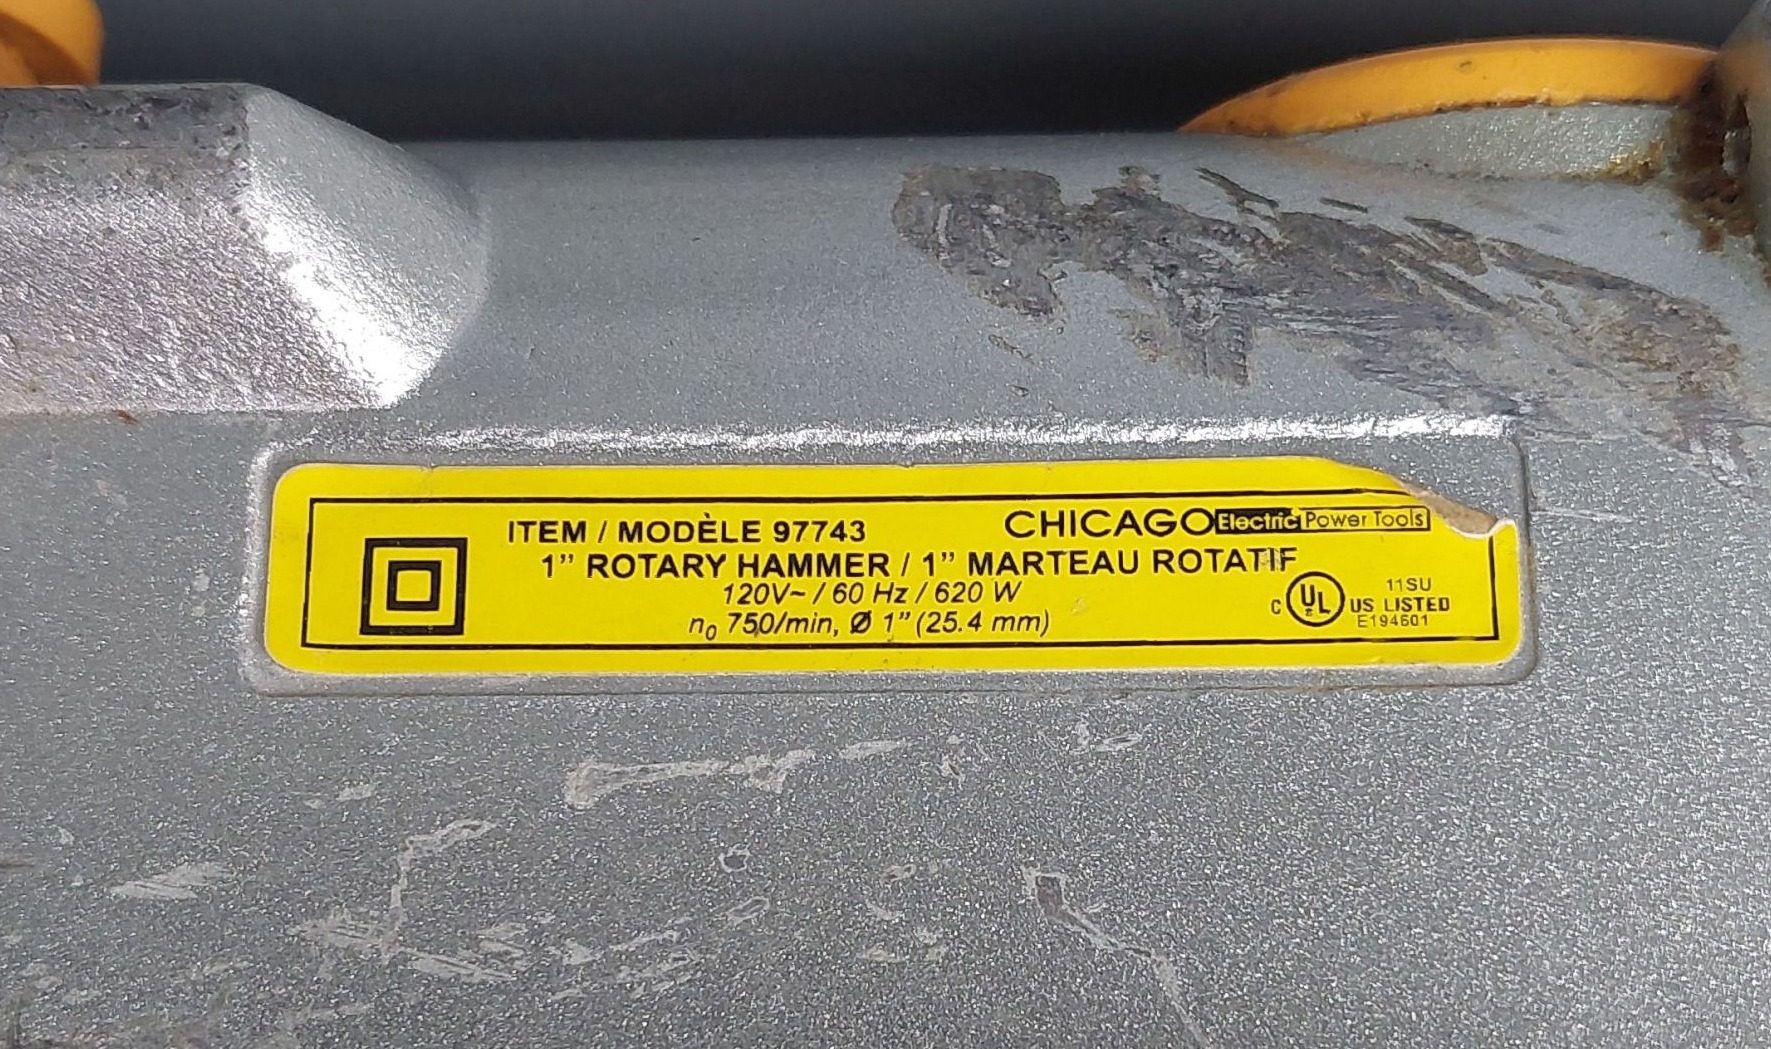 ITEM / MODÈLE 97743
CHICAGO Electric Power Tools
1” ROTARY HAMMER / 1” MARTEAU ROTATIF
120V~ / 60 Hz / 620 W
n₀ 750/min, Ø 1” (25.4 mm)
C UL US LISTED
11SU
E194601